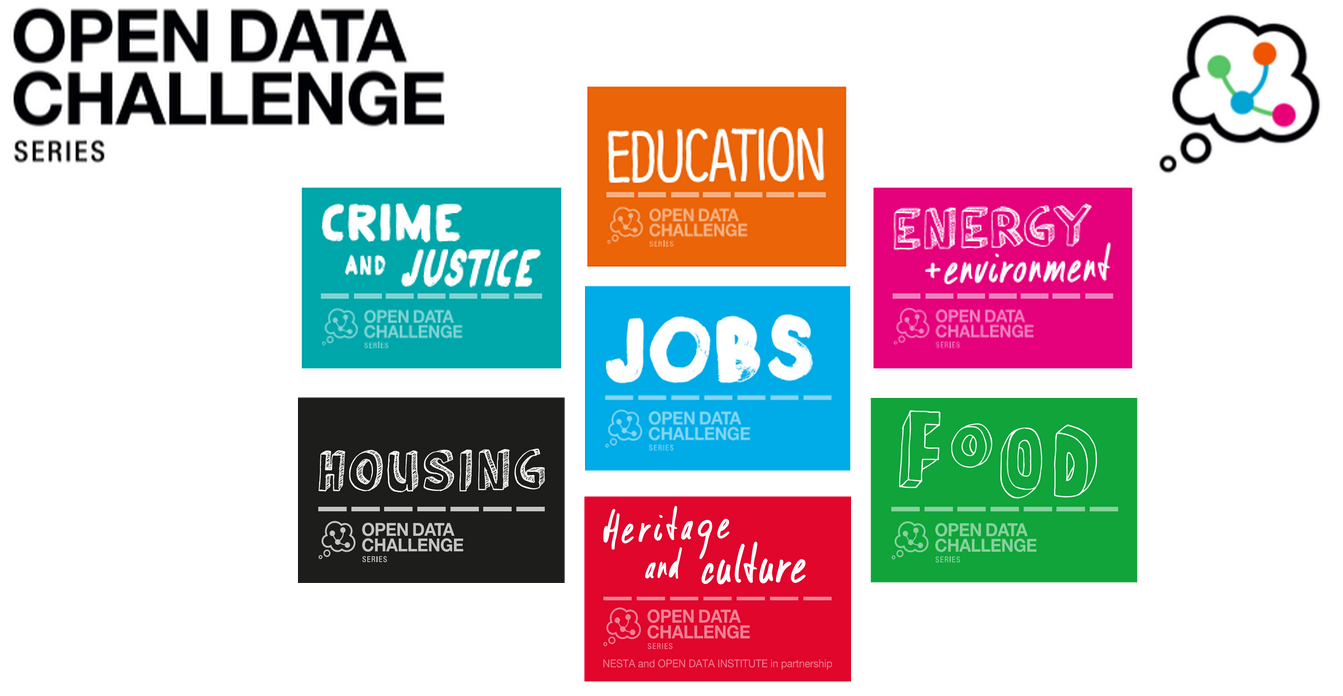 OPEN DATA
CHALLENGE
SERIES
EDUCATION
OPEN DATA
CHALLENGE
SERIES
CRIME
AND JUSTICE
OPEN DATA
CHALLENGE
SERIES
ENERGY
+environment
OPEN DATA
CHALLENGE
SERIES
JOBS
OPEN DATA
CHALLENGE
SERIES
HOUSING
OPEN DATA
CHALLENGE
SERIES
FOOD
OPEN DATA
CHALLENGE
SERIES
Heritage
and culture
OPEN DATA
CHALLENGE
SERIES
NESTA and OPEN DATA INSTITUTE in partnership